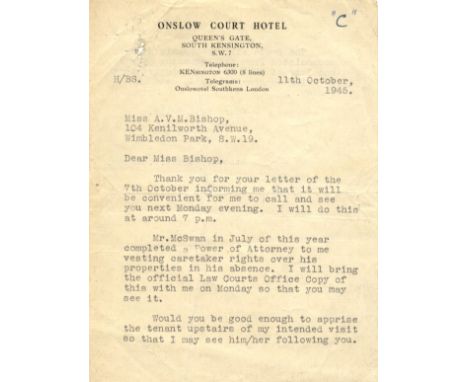 "C"
ONSLOW COURT HOTEL
QUEEN'S GATE,
SOUTH KENSINGTON,
S.W.7
Telephone:
KENsington 6300 (8 lines)
Telegrams:
Onslowotel Southkens London
H/BS.
11th October,
1945.
Miss A.V.M.Bishop,
104 Kenilworth Avenue,
Wimbledon Park, S.W.19.
Dear Miss Bishop,
Thank you for your letter of the
7th October informing me that it will
be convenient for me to call and see
you next Monday evening. I will do this
at around 7 p.m.
Mr.McSwan in July of this year
completed a Power of Attorney to me
vesting caretaker rights over his
properties in his absence. I will bring
the official Law Courts Office Copy of
this with me on Monday so that you may
see it.
Would you be good enough to apprise
the tenant upstairs of my intended visit
so that I may see him/her following you.